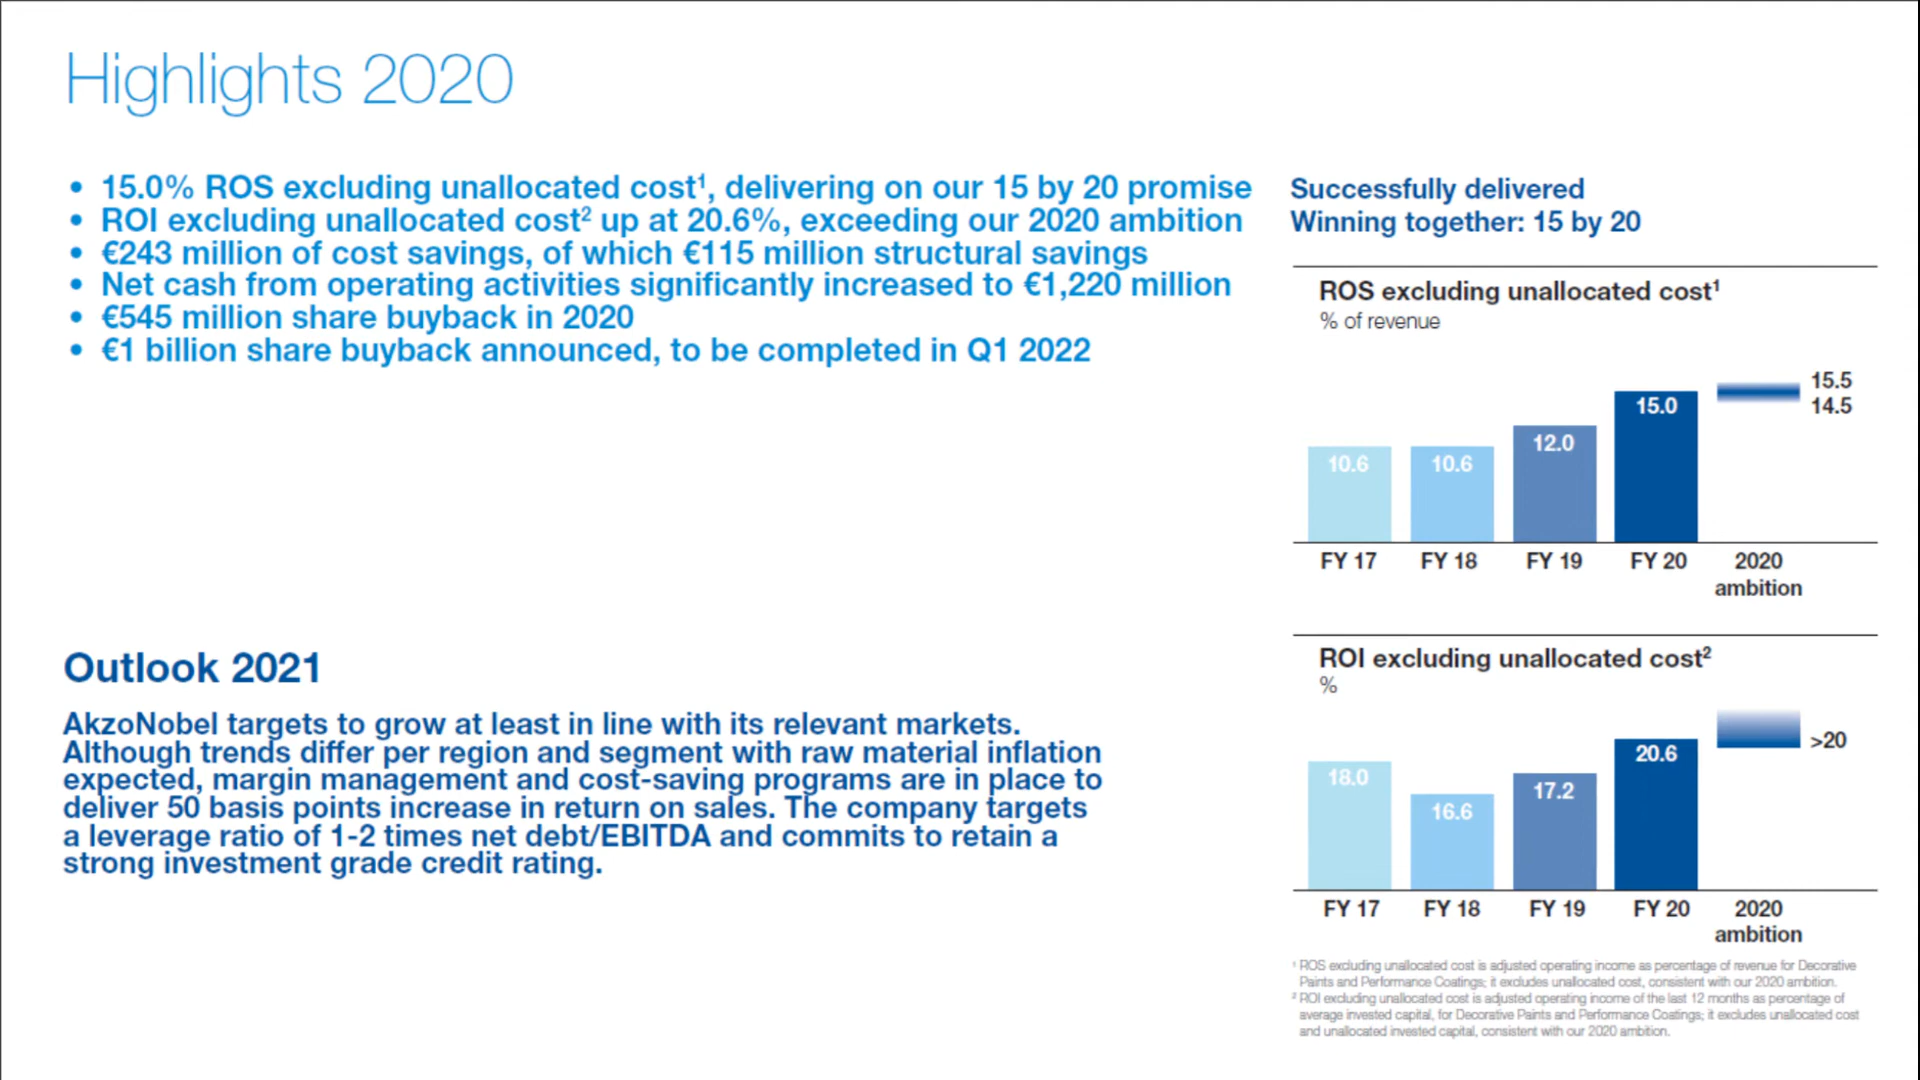 Highlights 2020
• 15.0% ROS excluding unallocated cost¹, delivering on our 15 by 20 promise
• ROI excluding unallocated cost² up at 20.6%, exceeding our 2020 ambition
• €243 million of cost savings, of which €115 million structural savings
• Net cash from operating activities significantly increased to €1,220 million
• €545 million share buyback in 2020
• €1 billion share buyback announced, to be completed in Q1 2022
Outlook 2021
AkzoNobel targets to grow at least in line with its relevant markets.
Although trends differ per region and segment with raw material inflation
expected, margin management and cost-saving programs are in place to
deliver 50 basis points increase in return on sales. The company targets
a leverage ratio of 1-2 times net debt/EBITDA and commits to retain a
strong investment grade credit rating.
Successfully delivered
Winning together: 15 by 20
ROS excluding unallocated cost¹
% of revenue
15.5
14.5
10.6 10.6 12.0 15.0
FY 17 FY 18 FY 19 FY 20 2020
ambition
ROI excluding unallocated cost²
%
>20
18.0 16.6 17.2 20.6
FY 17 FY 18 FY 19 FY 20 2020
ambition
¹ ROS excluding unallocated cost is adjusted operating income as percentage of revenue for Decorative
Paints and Performance Coatings; it excludes unallocated cost, consistent with our 2020 ambition.
² ROI excluding unallocated cost is adjusted operating income of the last 12 months as percentage of
average invested capital, for Decorative Paints and Performance Coatings; it excludes unallocated cost
and unallocated invested capital, consistent with our 2020 ambition.